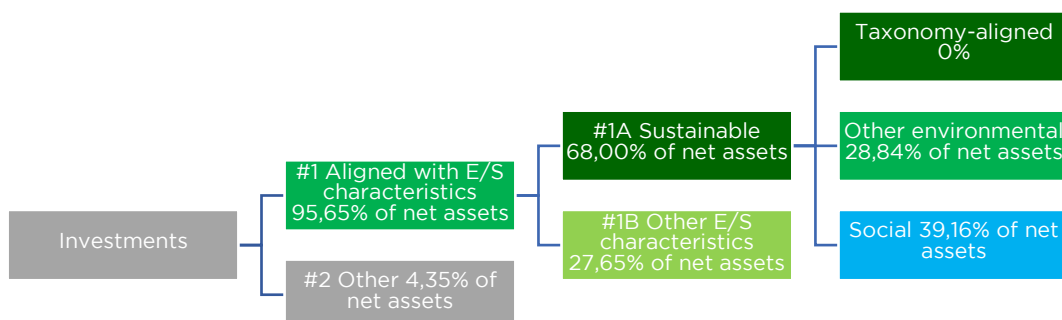 Investments
#1 Aligned with E/S
characteristics
95,65% of net assets
#2 Other 4,35% of
net assets
#1A Sustainable
68,00% of net assets
#1B Other E/S
characteristics
27,65% of net assets
Taxonomy-aligned
0%
Other environmental
28,84% of net assets
Social 39,16% of net
assets